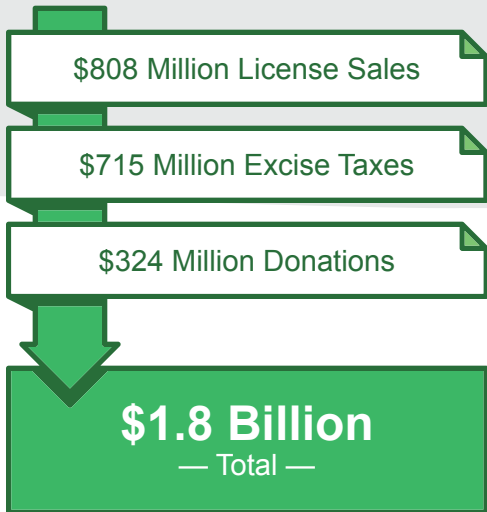 $808 Million License Sales
$715 Million Excise Taxes
$324 Million Donations
$1.8 Billion
— Total —